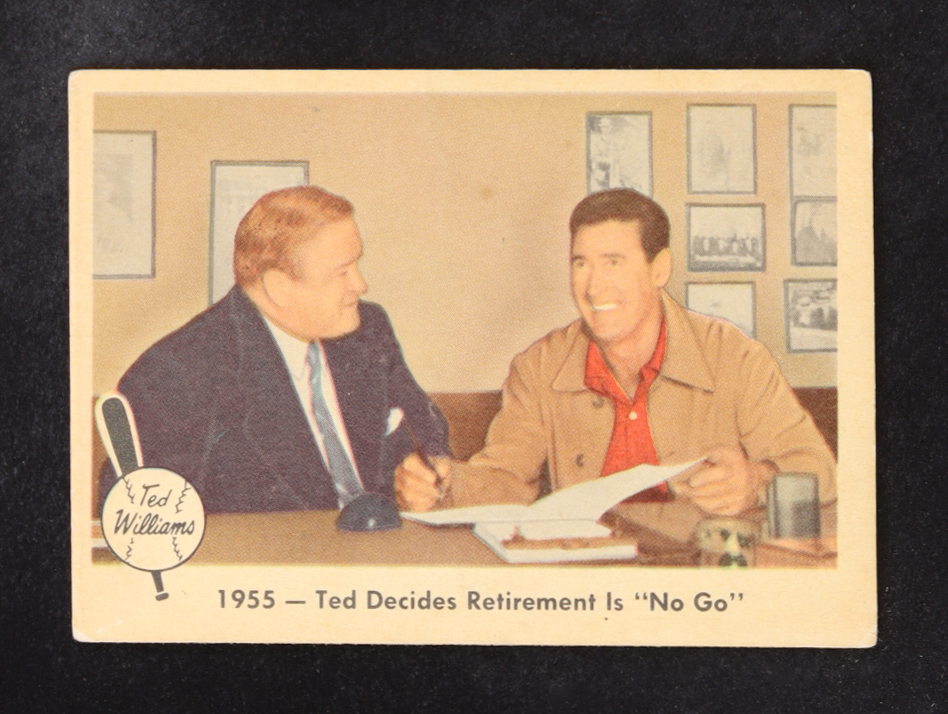 Ted
Williams
1955 — Ted Decides Retirement Is “No Go”